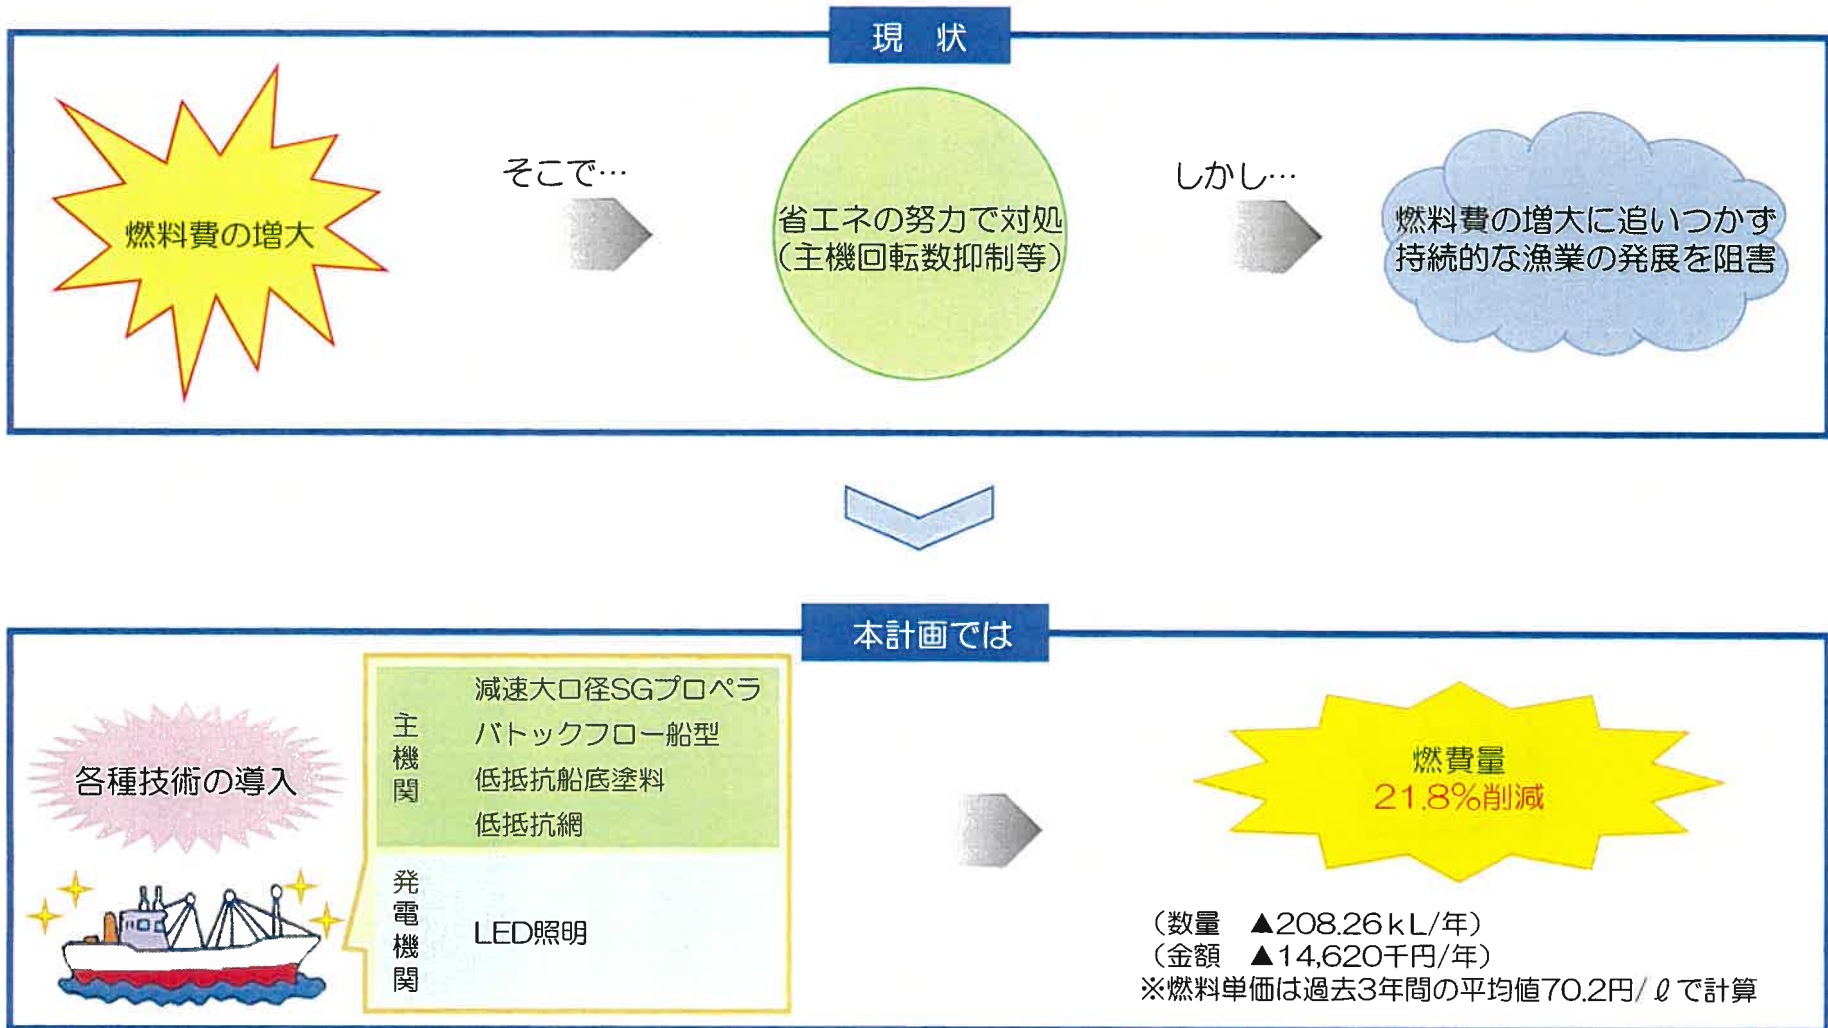 現 状
燃料費の増大
そこで…
省エネの努力で対処
(主機回転数抑制等)
しかし…
燃料費の増大に追いつかず
持続的な漁業の発展を阻害
本計画では
各種技術の導入
主機関
減速大口径SGプロペラ
バトックフロー船型
低抵抗船底塗料
低抵抗網
発電機関
LED照明
燃費量
21.8%削減
(数量 ▲208.26kL/年)
(金額 ▲14,620千円/年)
※燃料単価は過去3年間の平均値70.2円/ℓで計算